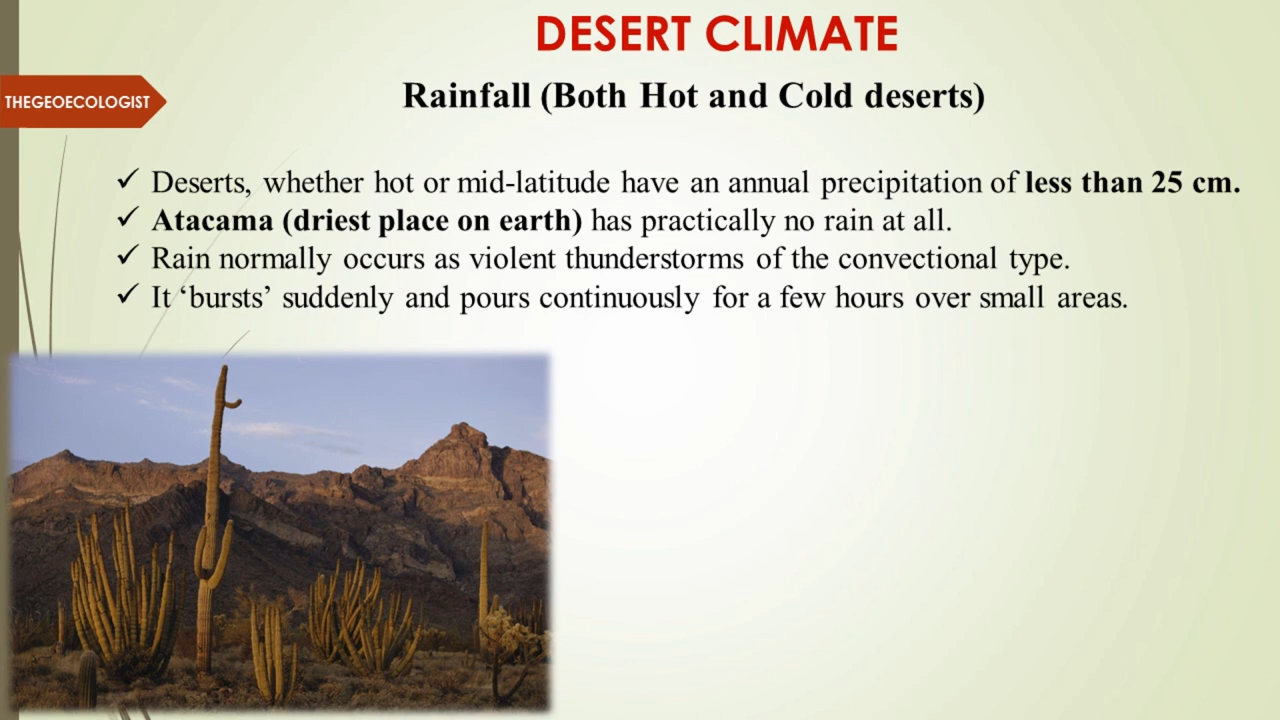 DESERT CLIMATE
Rainfall (Both Hot and Cold deserts)
THEGEOECOLOGIST
✓ Deserts, whether hot or mid-latitude have an annual precipitation of less than 25 cm.
✓ Atacama (driest place on earth) has practically no rain at all.
✓ Rain normally occurs as violent thunderstorms of the convectional type.
✓ It ‘bursts’ suddenly and pours continuously for a few hours over small areas.